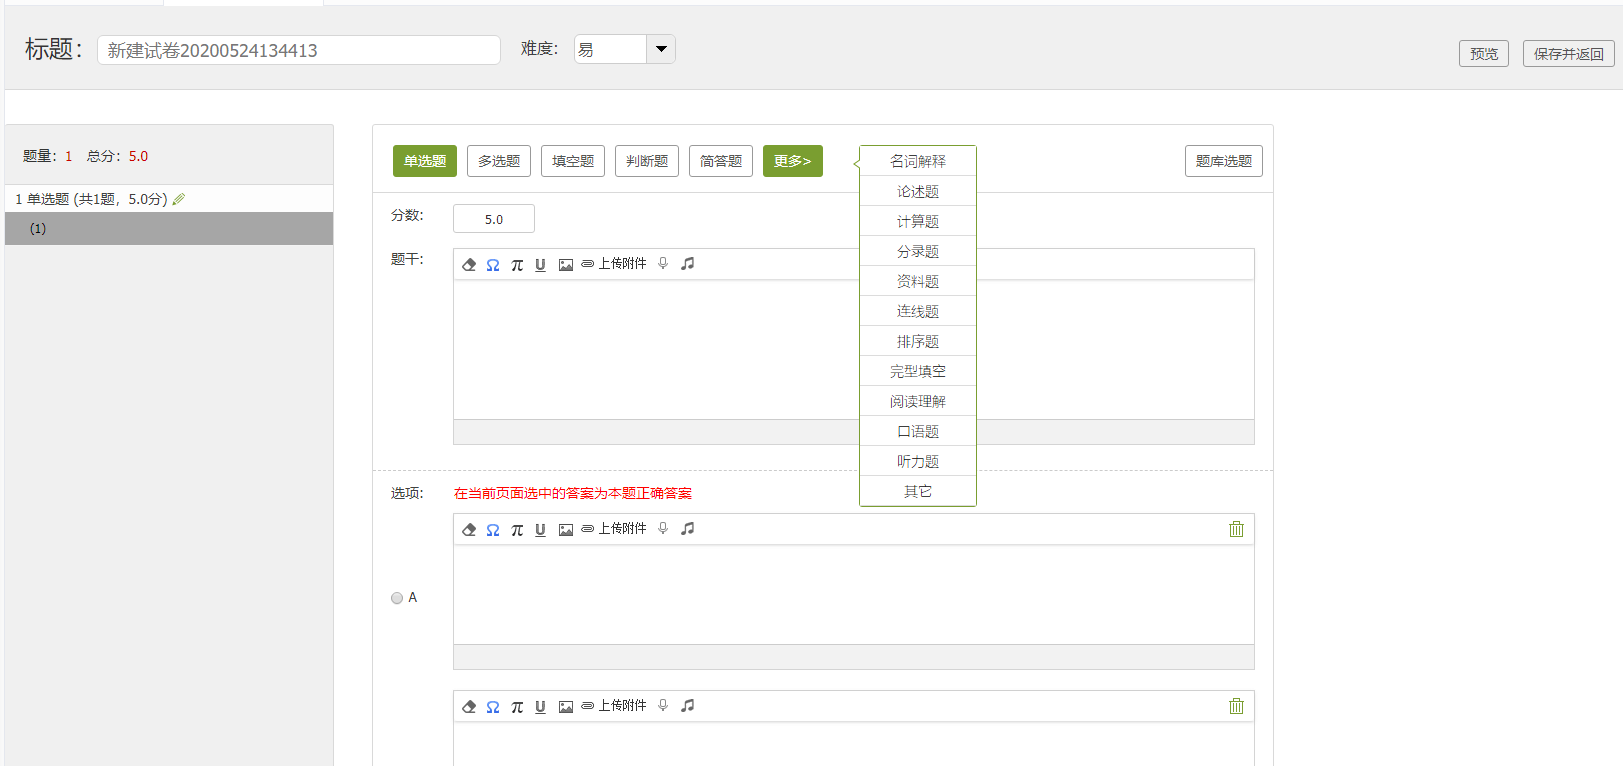 标题： 新建试卷20200524134413 难度： 易 预览 保存并返回
题量：1 总分：5.0
1 单选题 (共1题，5.0分)
(1)
单选题 多选题 填空题 判断题 简答题 更多> 题库选题
名词解释
论述题
计算题
分录题
资料题
连线题
排序题
完型填空
阅读理解
口语题
听力题
其它
分数： 5.0
题干： Ω π U 上传附件
选项： 在当前页面选中的答案为本题正确答案
Ω π U 上传附件
A
Ω π U 上传附件